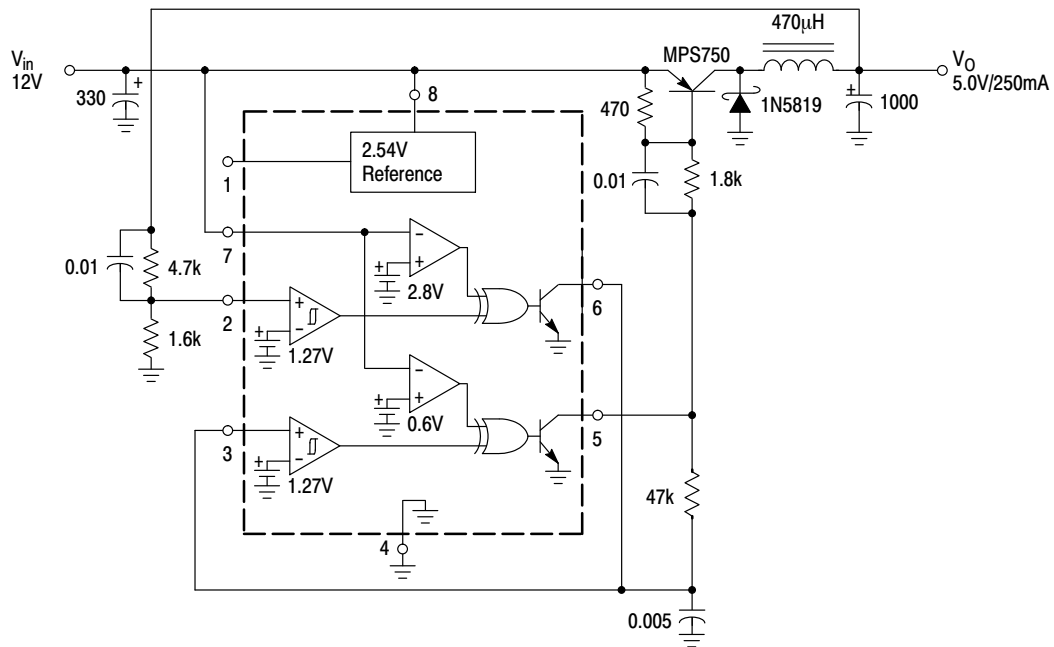 470µH
MPS750
Vin
12V
VO
5.0V/250mA
330
8
470
1N5819
1000
2.54V
Reference
1
0.01
1.8k
7
0.01
4.7k
2.8V
6
2
1.27V
1.6k
0.6V
5
3
1.27V
47k
4
0.005